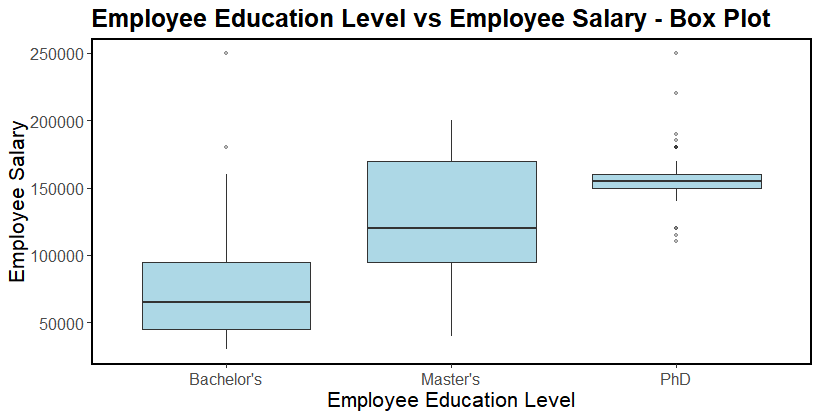 Employee Education Level vs Employee Salary - Box Plot
Employee Salary
250000
200000
150000
100000
50000
Bachelor's Master's PhD
Employee Education Level